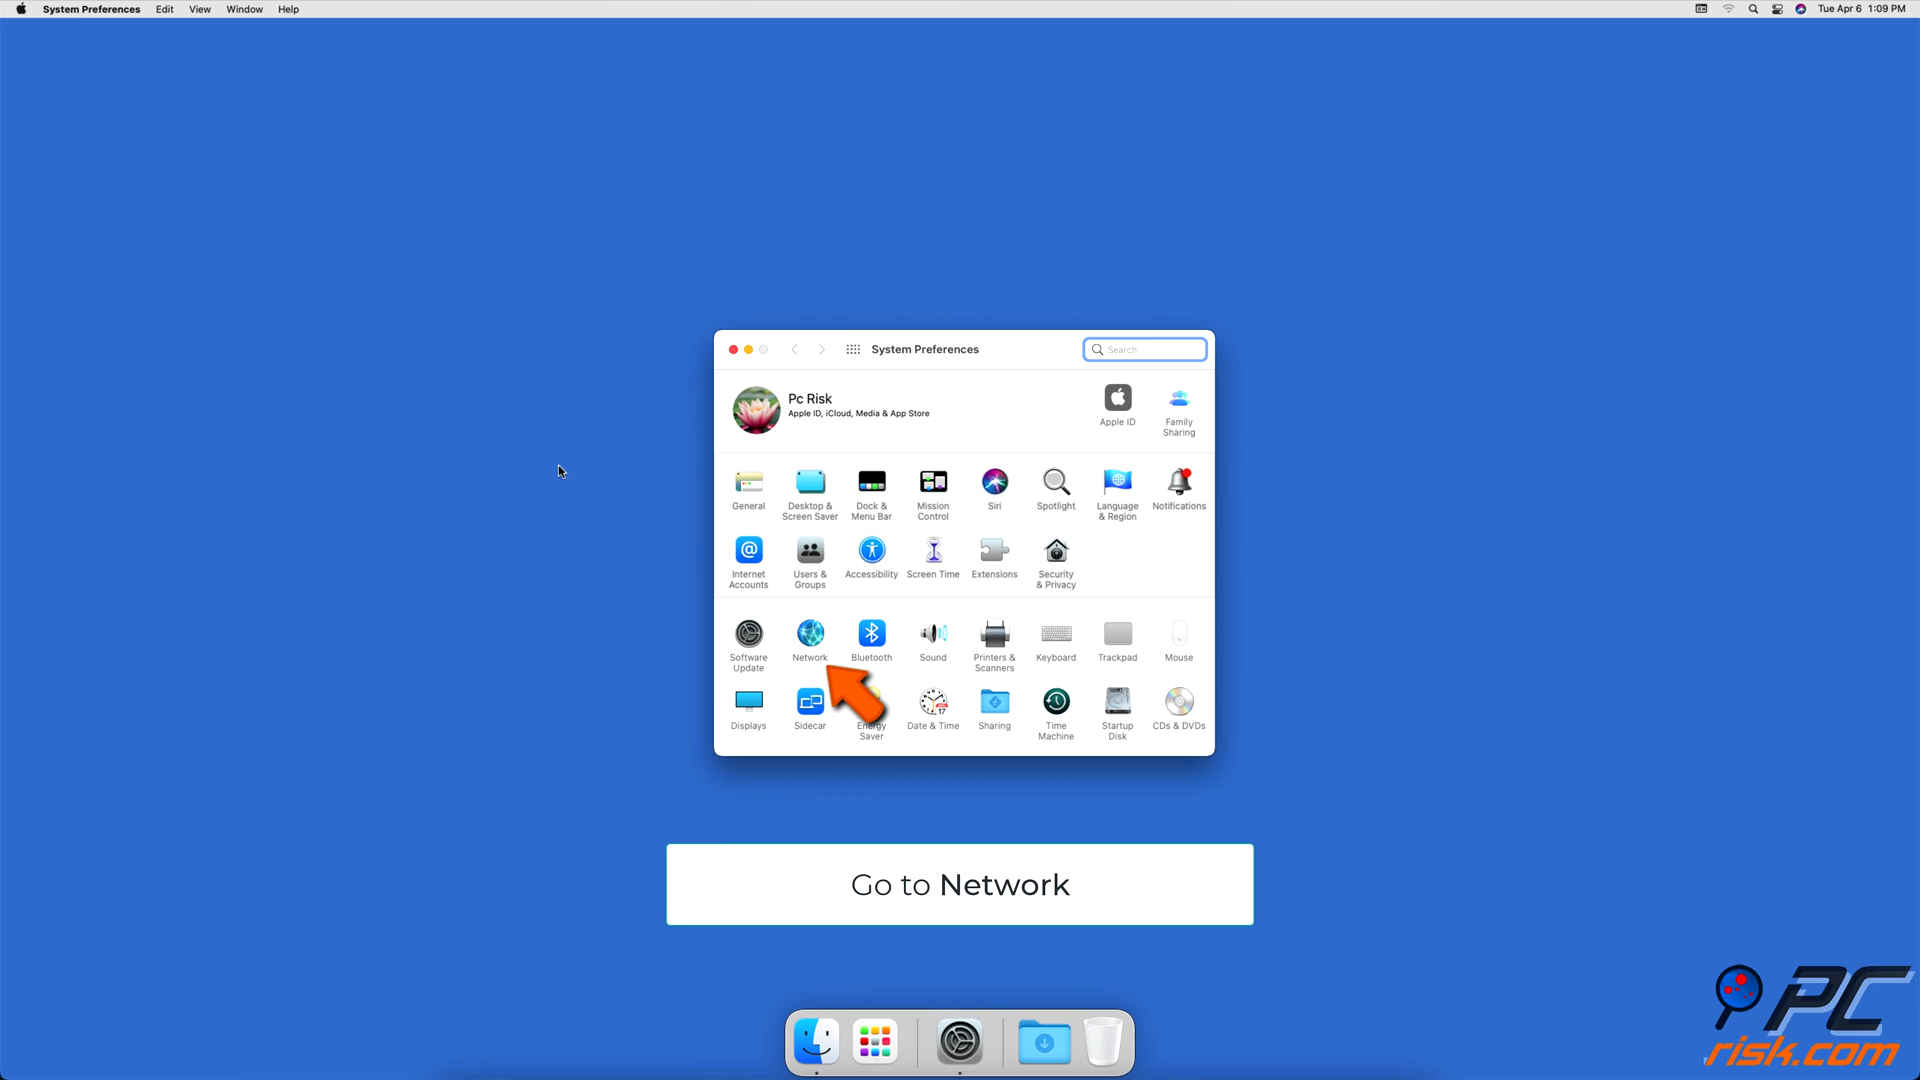 System Preferences Edit View Window Help
Tue Apr 6 1:09 PM
System Preferences
Search
Pc Risk
Apple ID, iCloud, Media & App Store
Apple ID
Family
Sharing
General
Desktop &
Screen Saver
Dock &
Menu Bar
Mission
Control
Siri
Spotlight
Language
& Region
Notifications
Internet
Accounts
Users &
Groups
Accessibility
Screen Time
Extensions
Security
& Privacy
Software
Update
Network
Bluetooth
Sound
Printers &
Scanners
Keyboard
Trackpad
Mouse
Displays
Sidecar
Energy
Saver
17
Date & Time
Sharing
Time
Machine
Startup
Disk
CDs & DVDs
Go to Network
PC
risk.com